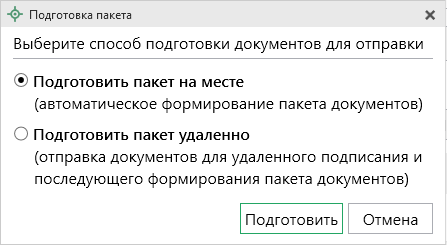 Подготовка пакета
Выберите способ подготовки документов для отправки
Подготовить пакет на месте
(автоматическое формирование пакета документов)
Подготовить пакет удаленно
(отправка документов для удаленного подписания и
последующего формирования пакета документов)
Подготовить
Отмена